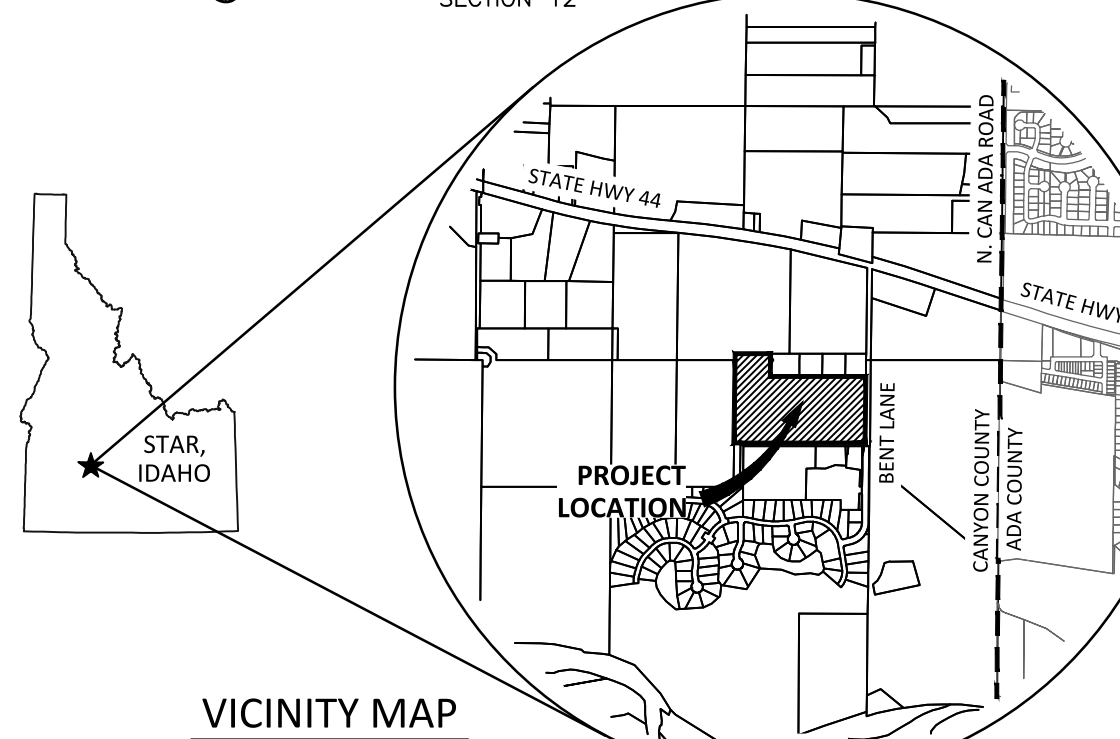 SECTION 12
N. CAN ADA ROAD
STATE HWY 44
STATE HWY
STAR,
IDAHO
PROJECT
LOCATION
BENT LANE
CANYON COUNTY
ADA COUNTY
VICINITY MAP